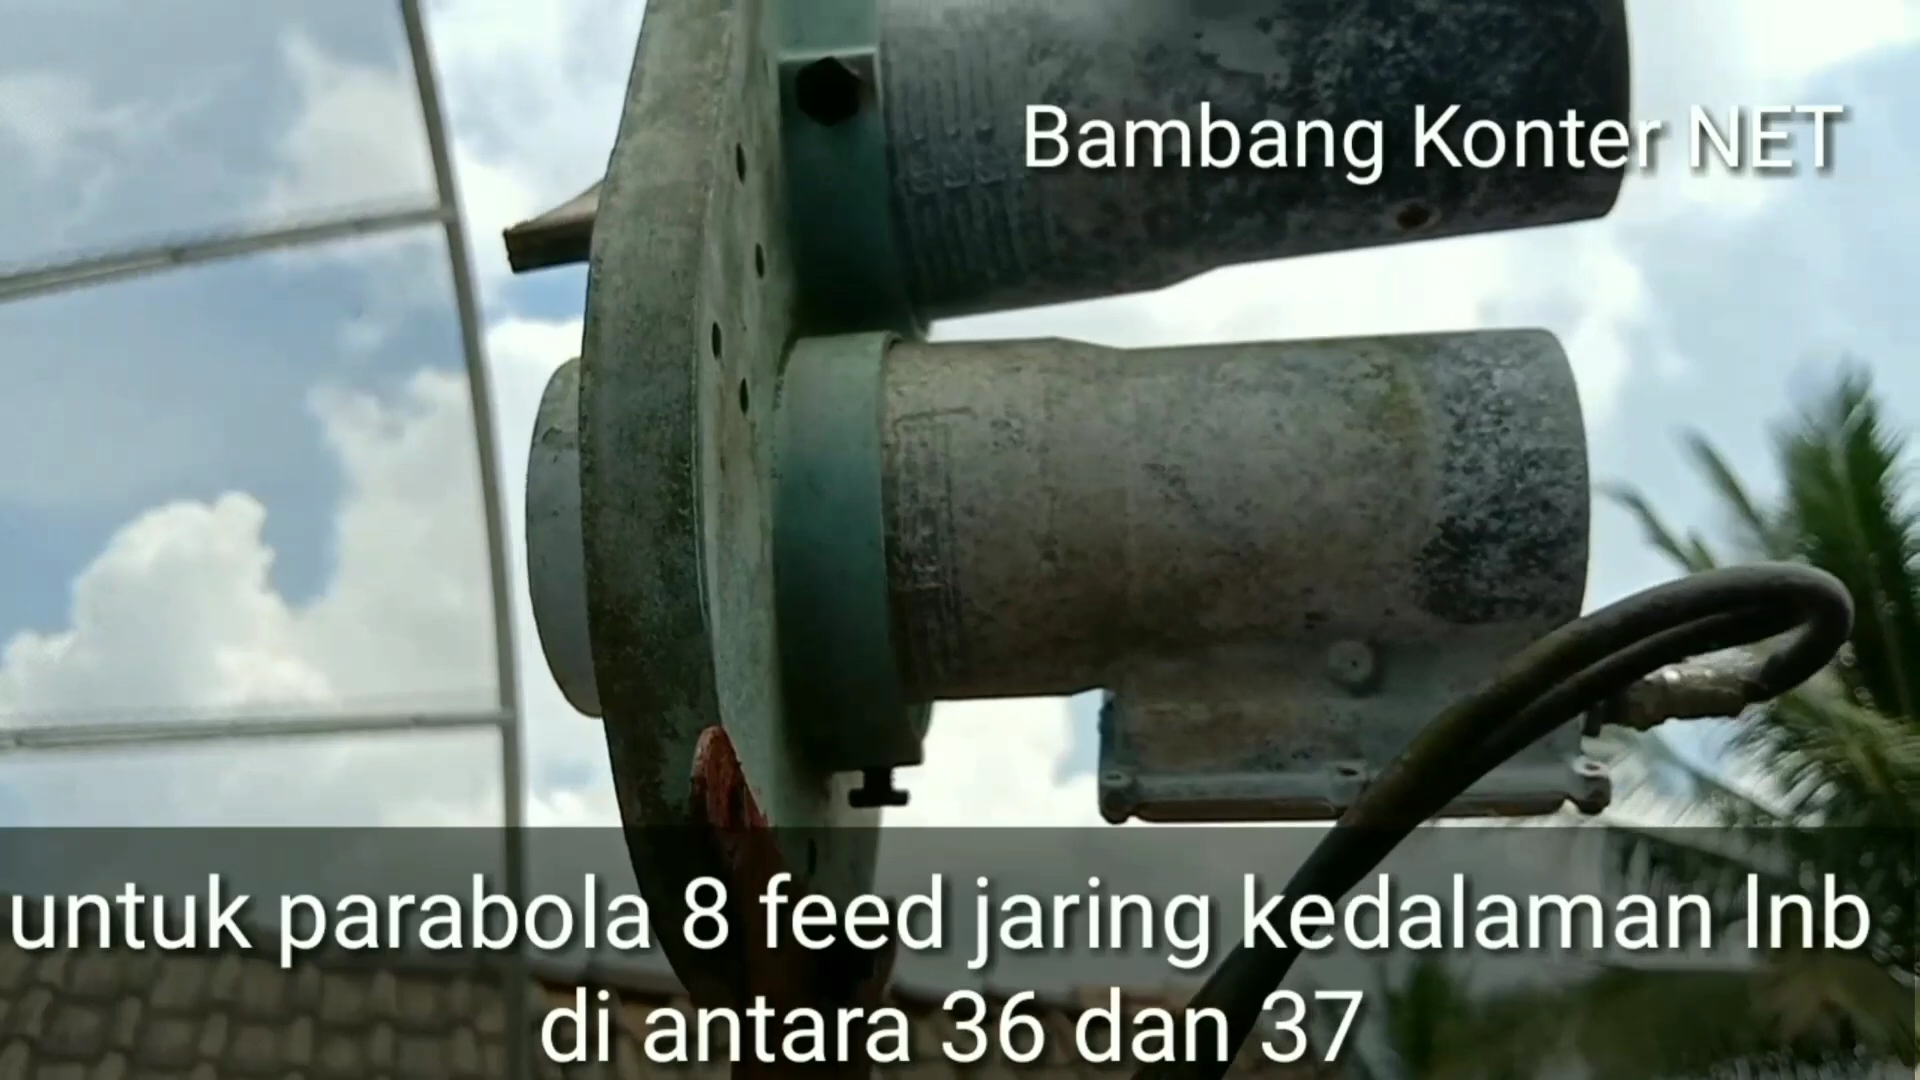 Bambang Konter NET
untuk parabola 8 feed jaring kedalaman lnb
di antara 36 dan 37